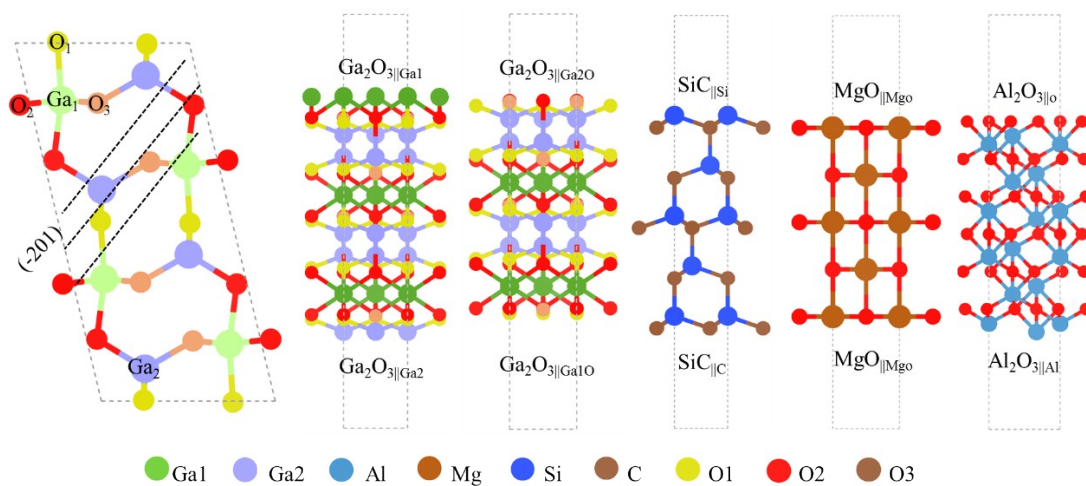 O₁
O₂
Ga₁
O₃
(-201)
Ga₂
Ga₂O₃||Ga1
Ga₂O₃||Ga2O
SiC||Si
MgO||Mgo
Al₂O₃||o
Ga₂O₃||Ga2
Ga₂O₃||Ga1O
SiC||C
MgO||Mgo
Al₂O₃||Al
Ga1 Ga2 Al Mg Si C O1 O2 O3